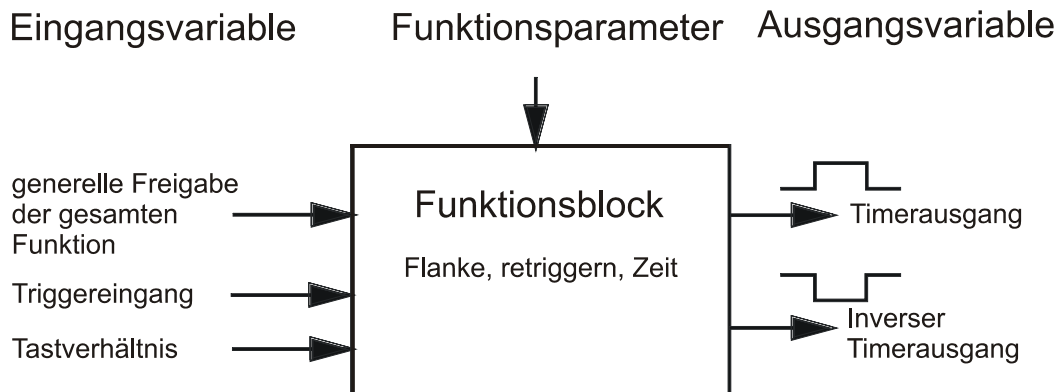 Eingangsvariable
Funktionsparameter
Ausgangsvariable
generelle Freigabe
der gesamten
Funktion
Triggereingang
Tastverhältnis
Funktionsblock
Flanke, retriggern, Zeit
Timerausgang
Inverser
Timerausgang